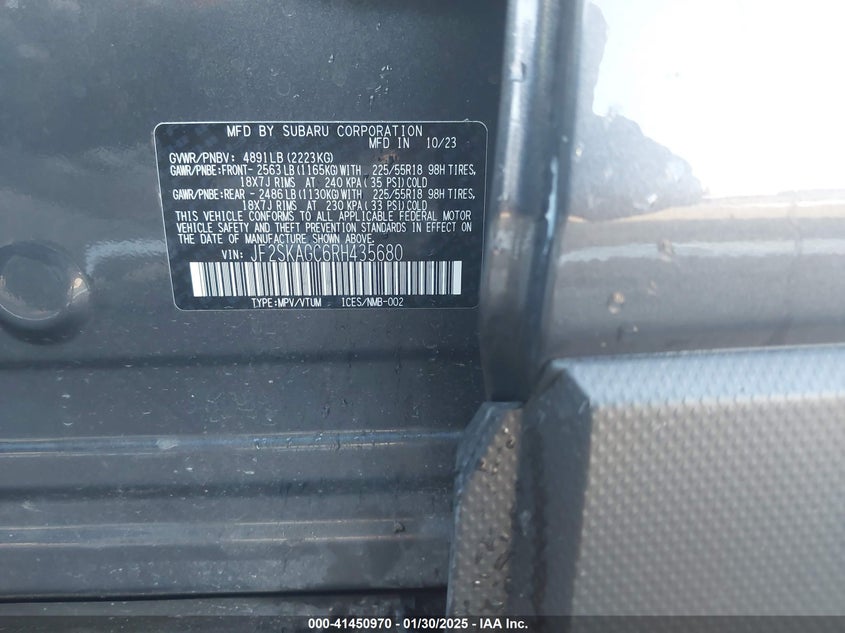 MFD BY SUBARU CORPORATION
MFD IN 10/23
GVWR/PNBV: 4891LB(2223KG)
GAWR/PNBE:FRONT- 2563LB(1165KG)WITH 225/55R18 98H TIRES,
18X7J RIMS AT 240 KPA(35 PSI)COLD
GAWR/PNBE:REAR - 2486LB(1130KG)WITH 225/55R18 98H TIRES,
18X7J RIMS AT 230 KPA(33 PSI)COLD
THIS VEHICLE CONFORMS TO ALL APPLICABLE FEDERAL MOTOR
VEHICLE SAFETY AND THEFT PREVENTION STANDARDS IN EFFECT ON
THE DATE OF MANUFACTURE SHOWN ABOVE.
VIN: JF2SKAGC6RH435680
TYPE:MPV/VTUM ICES/NMB-002
000-41450970 — 01/30/2025 — IAA Inc.